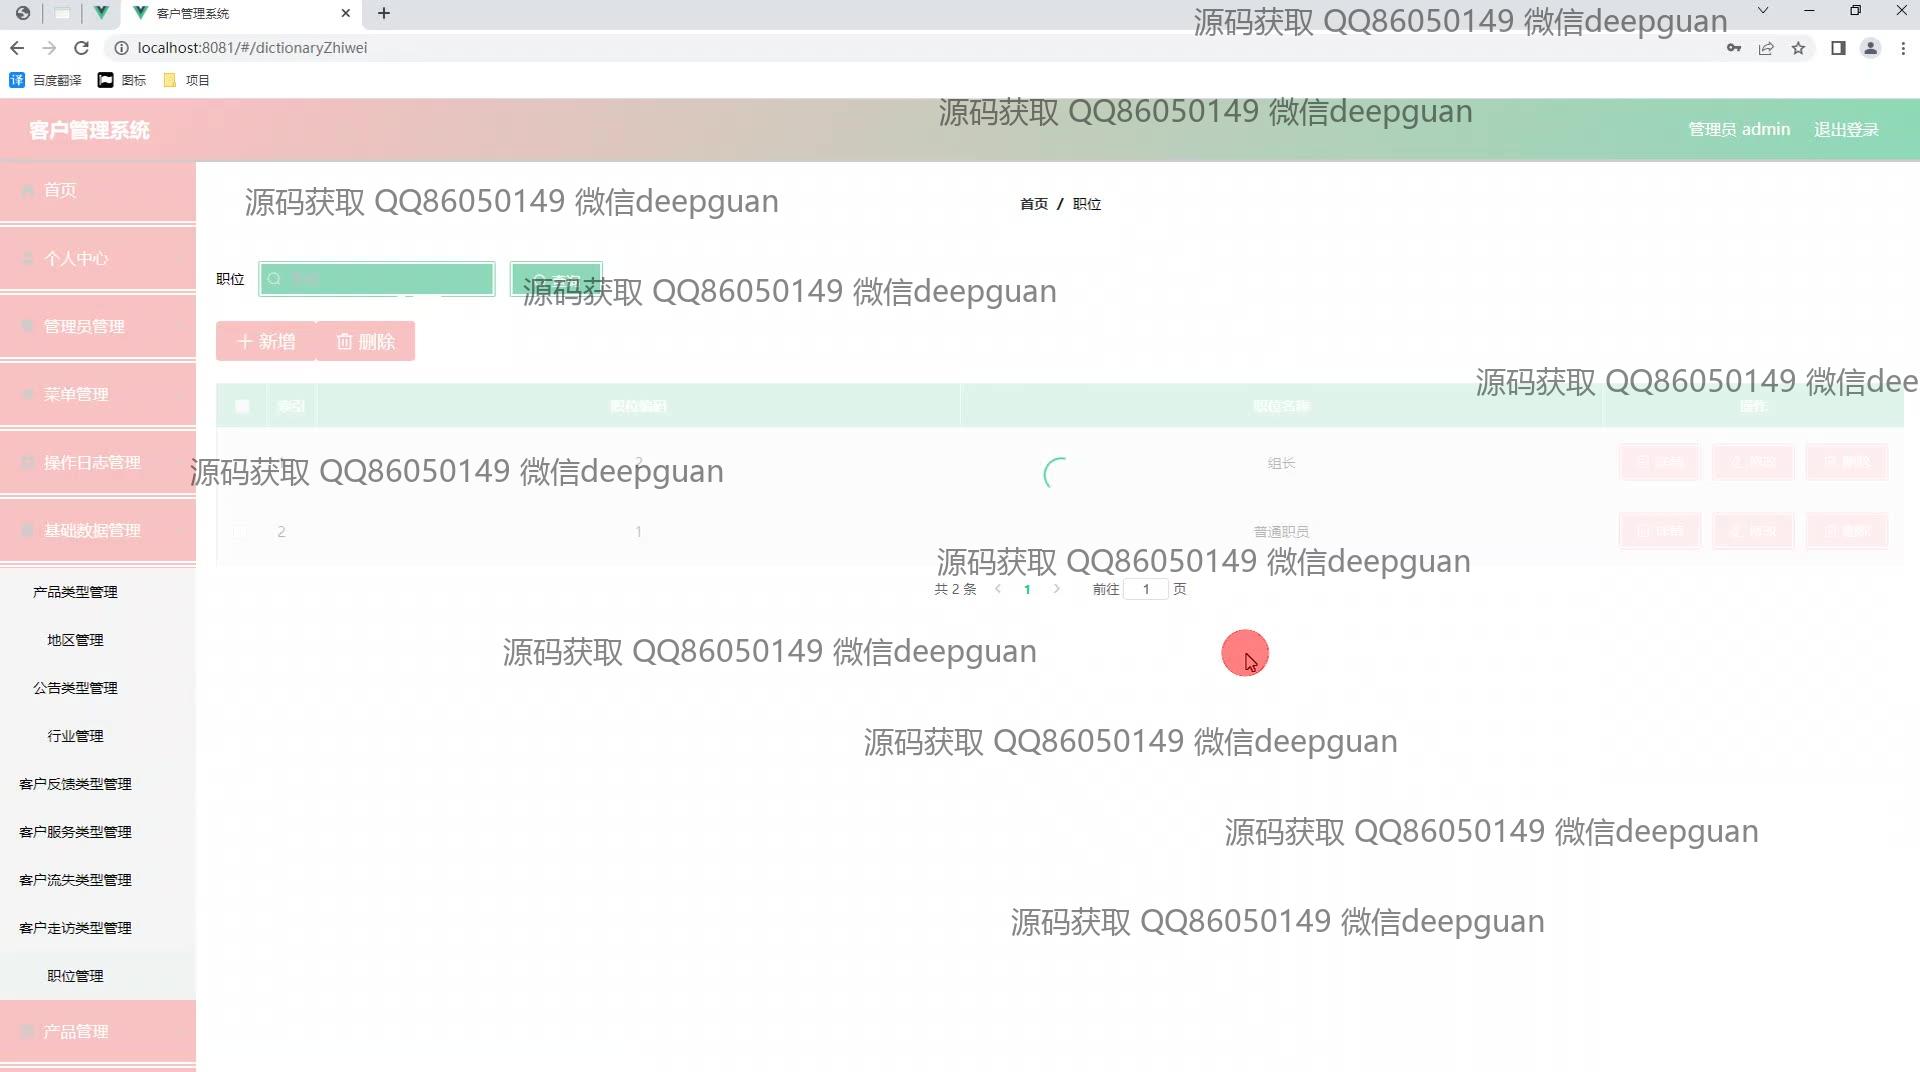 客户管理系统
源码获取 QQ86050149 微信deepguan
localhost:8081/#/dictionaryZhiwei
百度翻译 图标 项目
客户管理系统
源码获取 QQ86050149 微信deepguan
管理员 admin 退出登录
首页
源码获取 QQ86050149 微信deepguan
首页 / 职位
个人中心
职位
查询
源码获取 QQ86050149 微信deepguan
管理员管理
新增 删除
菜单管理
源码获取 QQ86050149 微信dee
索引 职位编码 职位名称 操作
操作日志管理
源码获取 QQ86050149 微信deepguan
2 组长 详情 修改 删除
基础数据管理
2 1 普通职员 详情 修改 删除
源码获取 QQ86050149 微信deepguan
共 2 条 1 前往 1 页
产品类型管理
地区管理
源码获取 QQ86050149 微信deepguan
公告类型管理
行业管理
源码获取 QQ86050149 微信deepguan
客户反馈类型管理
客户服务类型管理
源码获取 QQ86050149 微信deepguan
客户流失类型管理
客户走访类型管理
源码获取 QQ86050149 微信deepguan
职位管理
产品管理